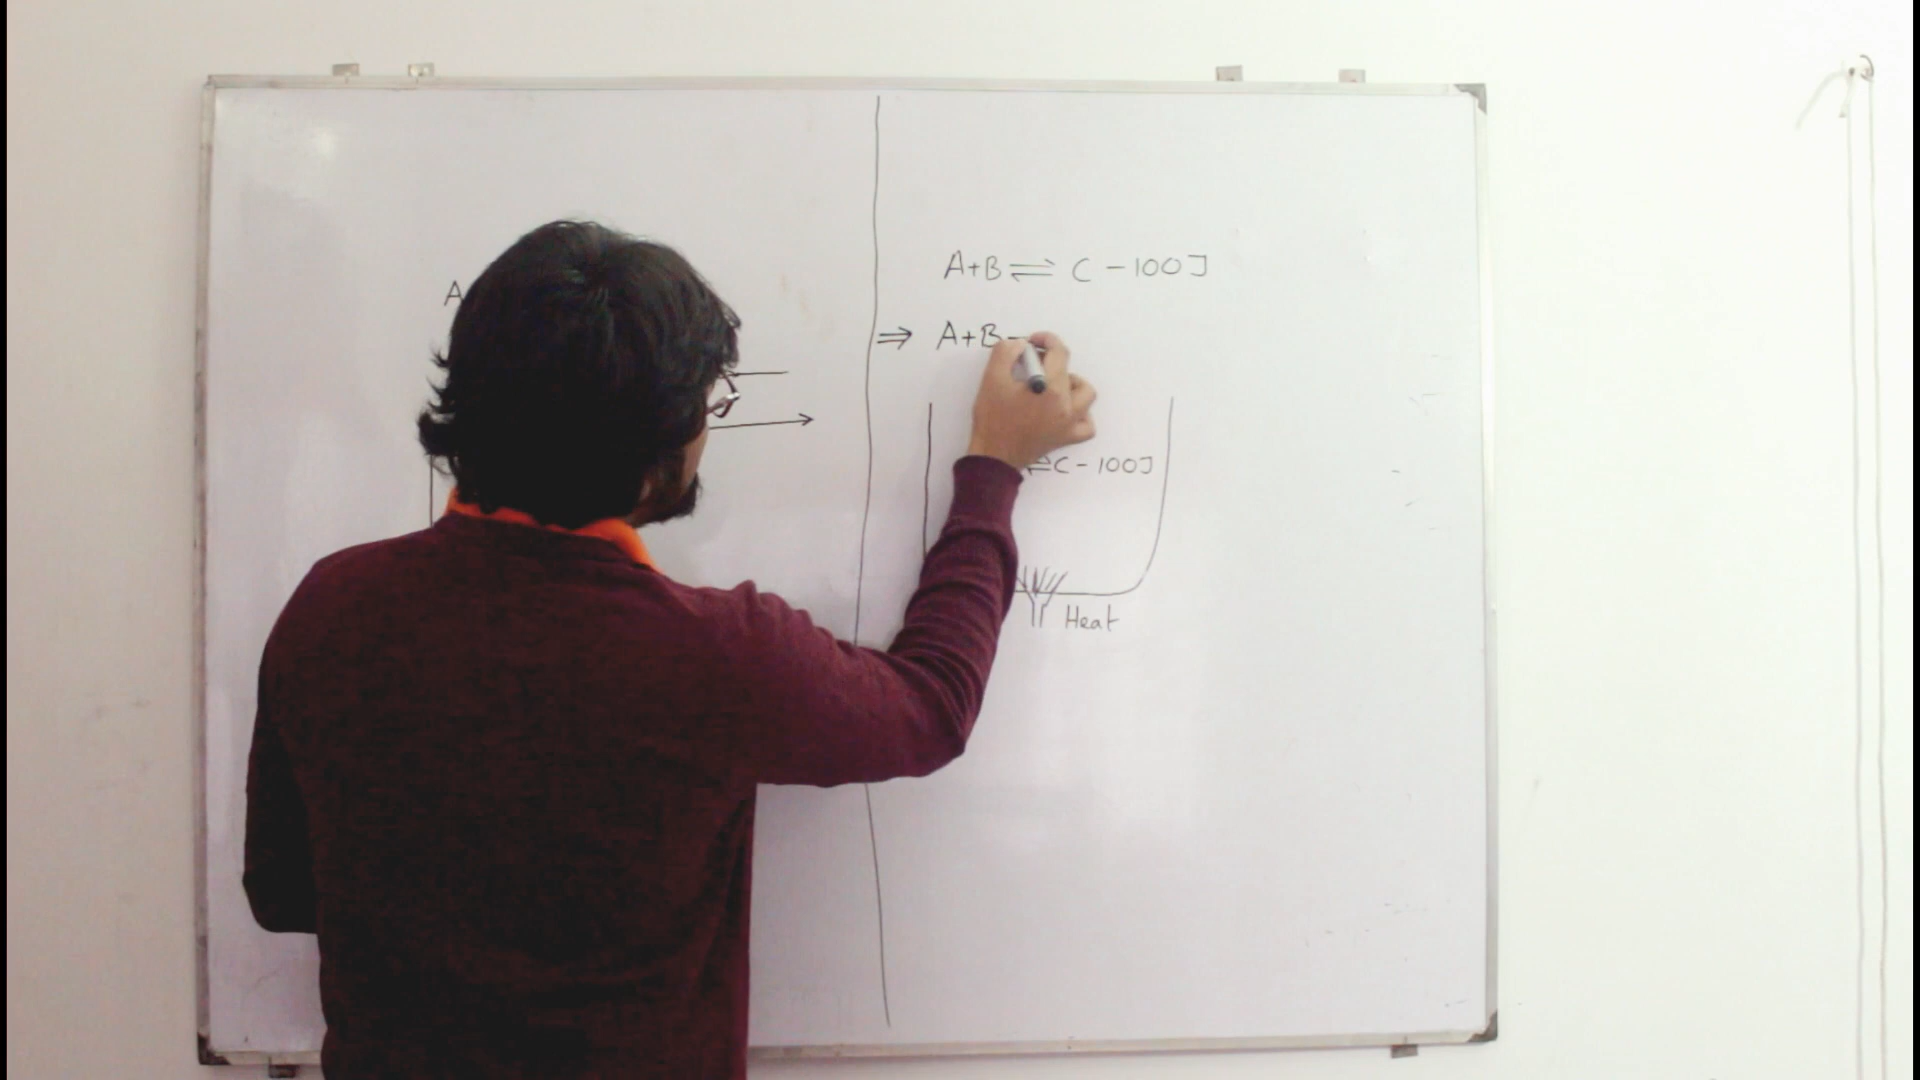 A
A+B ⇌ C - 100J
⇒ A+B
⇌ C - 100J
Heat